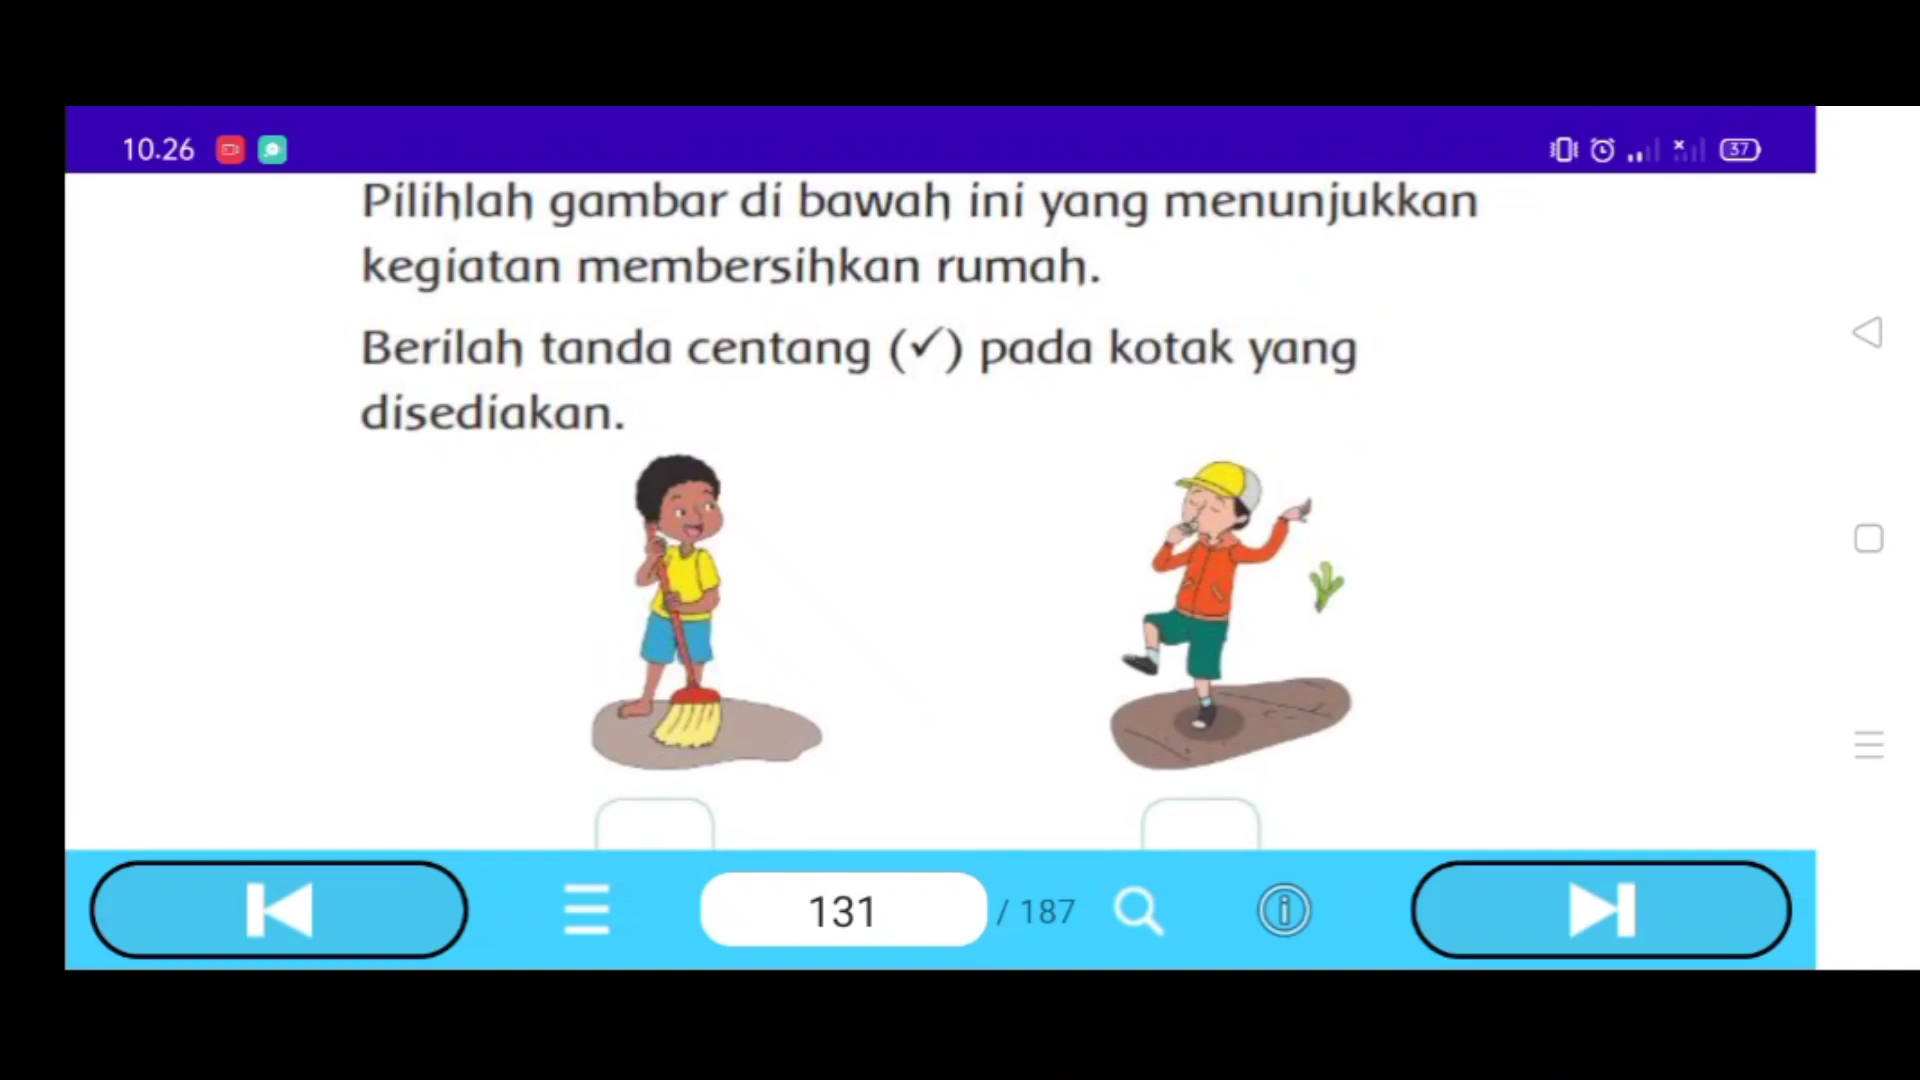 10.26
37
Pilihlah gambar di bawah ini yang menunjukkan
kegiatan membersihkan rumah.
Berilah tanda centang (✓) pada kotak yang
disediakan.
131 / 187